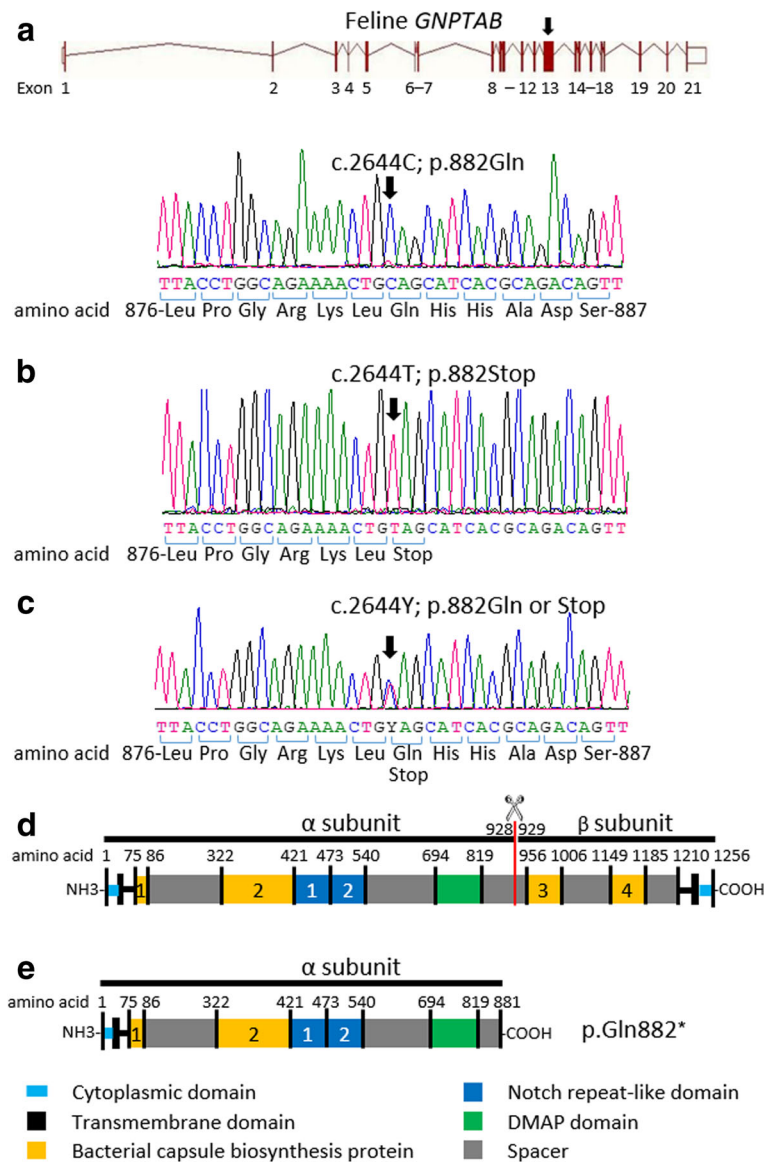 a
Feline GNPTAB
Exon 1 2 3 4 5 6–7 8 – 12 13 14–18 19 20 21
c.2644C; p.882Gln
TTACCTGGCAGAAAACTGCAGCATCACGCAGACAGTT
amino acid 876-Leu Pro Gly Arg Lys Leu Gln His His Ala Asp Ser-887
b
c.2644T; p.882Stop
TTACCTGGCAGAAAACTGTAGCATCACGCAGACAGTT
amino acid 876-Leu Pro Gly Arg Lys Leu Stop
c
c.2644Y; p.882Gln or Stop
TTACCTGGCAGAAAACTGYAGCATCACGCAGACAGTT
amino acid 876-Leu Pro Gly Arg Lys Leu Gln His His Ala Asp Ser-887
Stop
d
α subunit 928 929 β subunit
amino acid 1 75 86 322 421 473 540 694 819 956 1006 1149 1185 1210 1256
NH3- 1 2 1 2 3 4 -COOH
e
α subunit
amino acid 1 75 86 322 421 473 540 694 819 881
NH3- 1 2 1 2 -COOH p.Gln882*
Cytoplasmic domain
Transmembrane domain
Bacterial capsule biosynthesis protein
Notch repeat-like domain
DMAP domain
Spacer